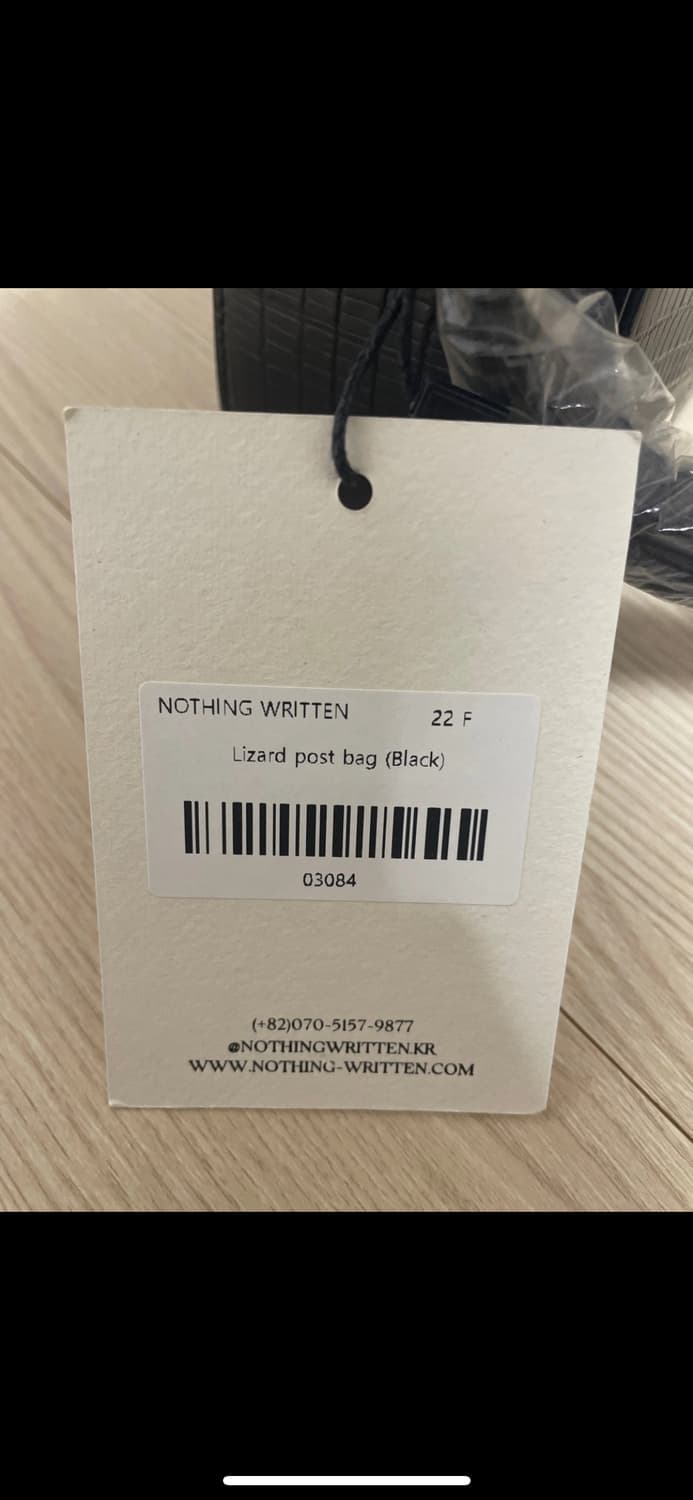 NOTHING WRITTEN 22 F
Lizard post bag (Black)
03084
(+82)070-5157-9877
@NOTHINGWRITTEN.KR
WWW.NOTHING-WRITTEN.COM